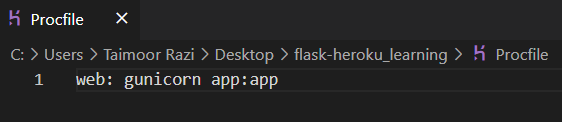 Procfile
C: > Users > Taimoor Razi > Desktop > flask-heroku_learning > Procfile
1 web: gunicorn app:app